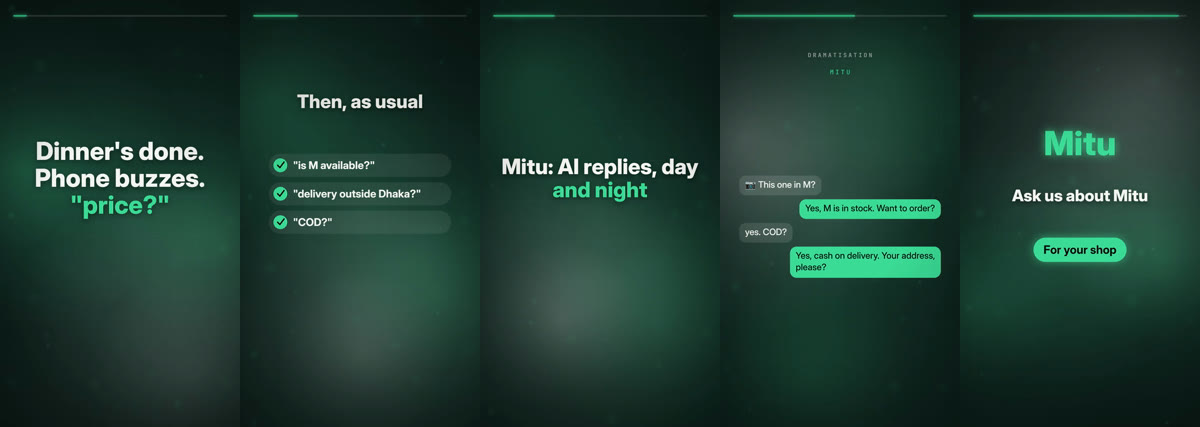 Dinner's done.
Phone buzzes.
"price?"
Then, as usual
"is M available?"
"delivery outside Dhaka?"
"COD?"
Mitu: AI replies, day
and night
DRAMATISATION
MITU
📷 This one in M?
Yes, M is in stock. Want to order?
yes. COD?
Yes, cash on delivery. Your address,
please?
Mitu
Ask us about Mitu
For your shop